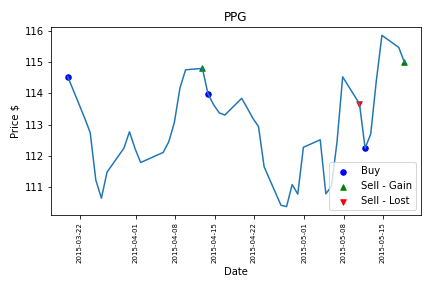 PPG
Price $
116
115
114
113
112
111
Buy
Sell - Gain
Sell - Lost
2015-03-22
2015-04-01
2015-04-08
2015-04-15
2015-04-22
2015-05-01
2015-05-08
2015-05-15
Date